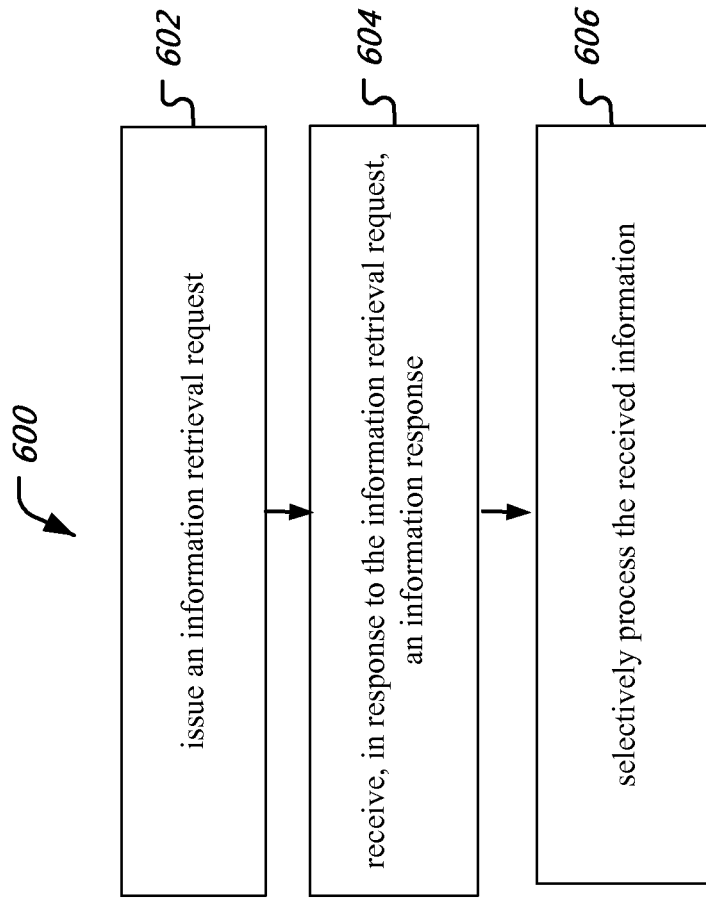 600
602
issue an information retrieval request
604
receive, in response to the information retrieval request,
an information response
606
selectively process the received information